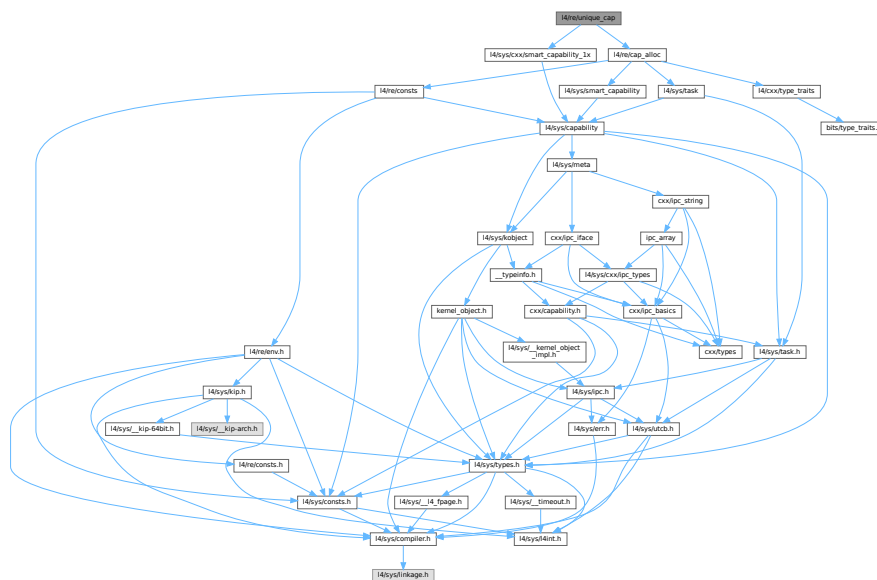 l4/re/unique_cap
l4/sys/cxx/smart_capability_1x
l4/re/cap_alloc
l4/re/consts
l4/sys/smart_capability
l4/sys/task
l4/cxx/type_traits
l4/sys/capability
bits/type_traits.
l4/sys/meta
cxx/ipc_string
l4/sys/kobject
cxx/ipc_iface
ipc_array
__typeinfo.h
l4/sys/cxx/ipc_types
kernel_object.h
cxx/capability.h
cxx/ipc_basics
l4/re/env.h
l4/sys/__kernel_object
_impl.h
cxx/types
l4/sys/task.h
l4/sys/kip.h
l4/sys/ipc.h
l4/sys/__kip-64bit.h
l4/sys/__kip-arch.h
l4/sys/err.h
l4/sys/utcb.h
l4/re/consts.h
l4/sys/types.h
l4/sys/consts.h
l4/sys/__l4_fpage.h
l4/sys/__timeout.h
l4/sys/compiler.h
l4/sys/l4int.h
l4/sys/linkage.h